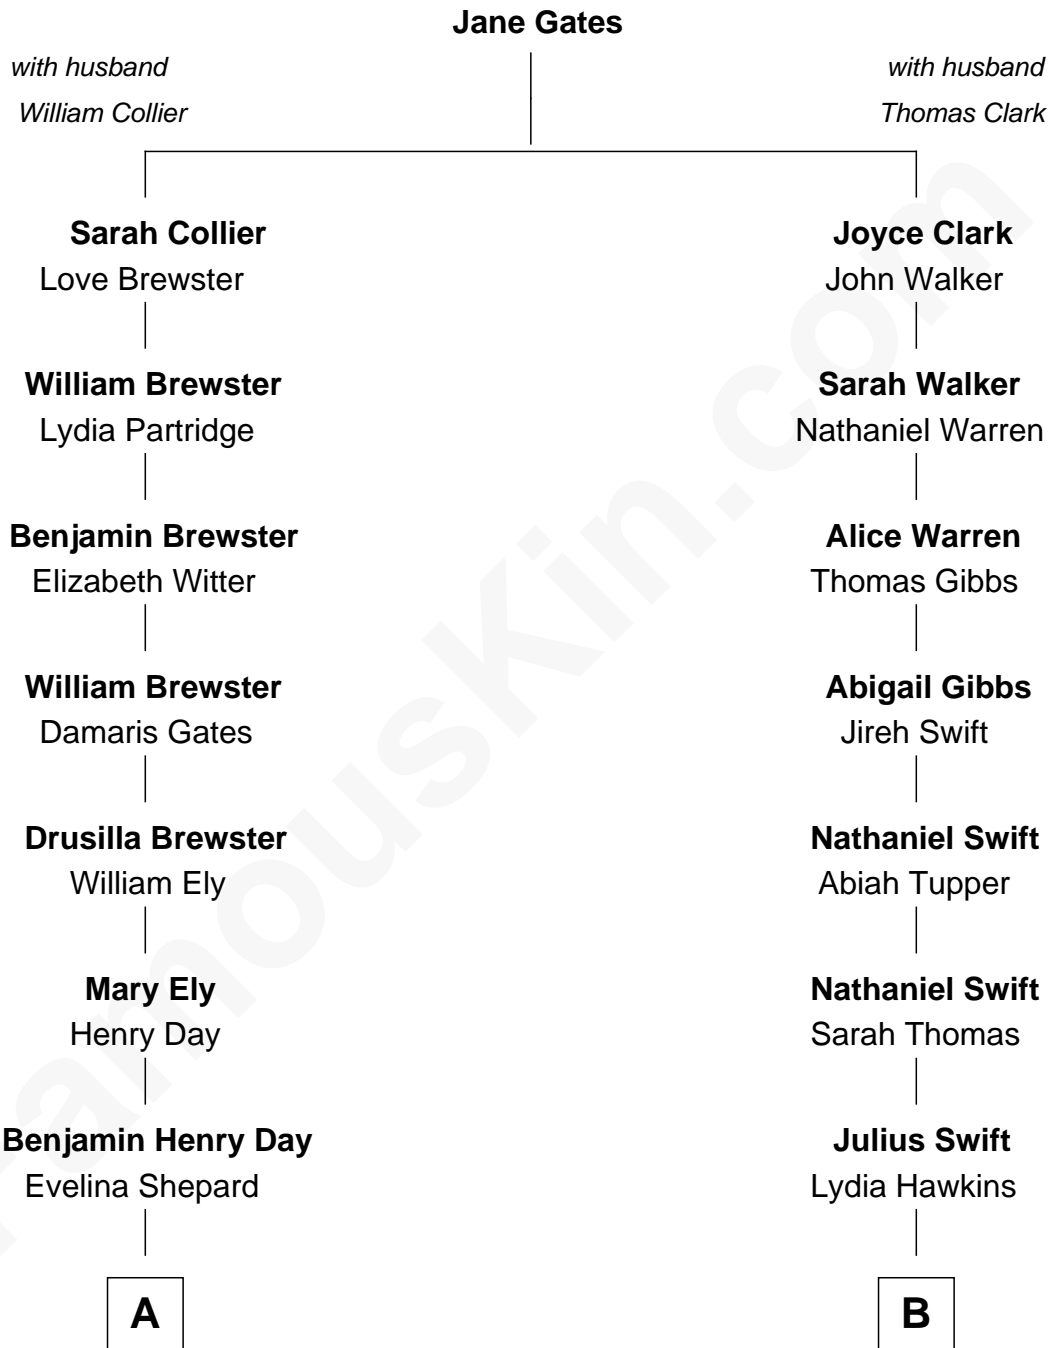 Jane Gates
with husband
William Collier
with husband
Thomas Clark
Sarah Collier
Love Brewster
Joyce Clark
John Walker
William Brewster
Lydia Partridge
Sarah Walker
Nathaniel Warren
Benjamin Brewster
Elizabeth Witter
Alice Warren
Thomas Gibbs
William Brewster
Damaris Gates
Abigail Gibbs
Jireh Swift
Drusilla Brewster
William Ely
Nathaniel Swift
Abiah Tupper
Mary Ely
Henry Day
Nathaniel Swift
Sarah Thomas
Benjamin Henry Day
Evelina Shepard
Julius Swift
Lydia Hawkins
A
B
FamousKin.com